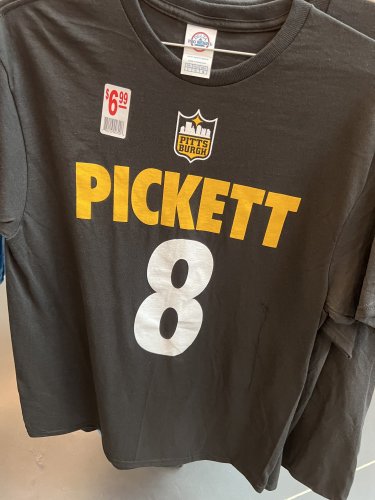 $6.99
PITTS
BURGH
PICKETT
8